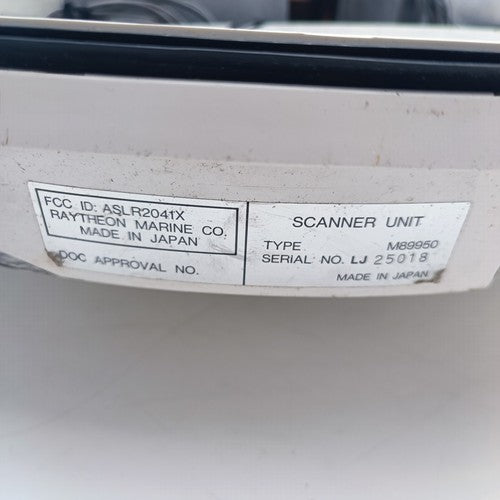 FCC ID: ASLR2041X
RAYTHEON MARINE CO.
MADE IN JAPAN
DOC APPROVAL NO.
SCANNER UNIT
TYPE M89950
SERIAL NO. LJ 25018
MADE IN JAPAN